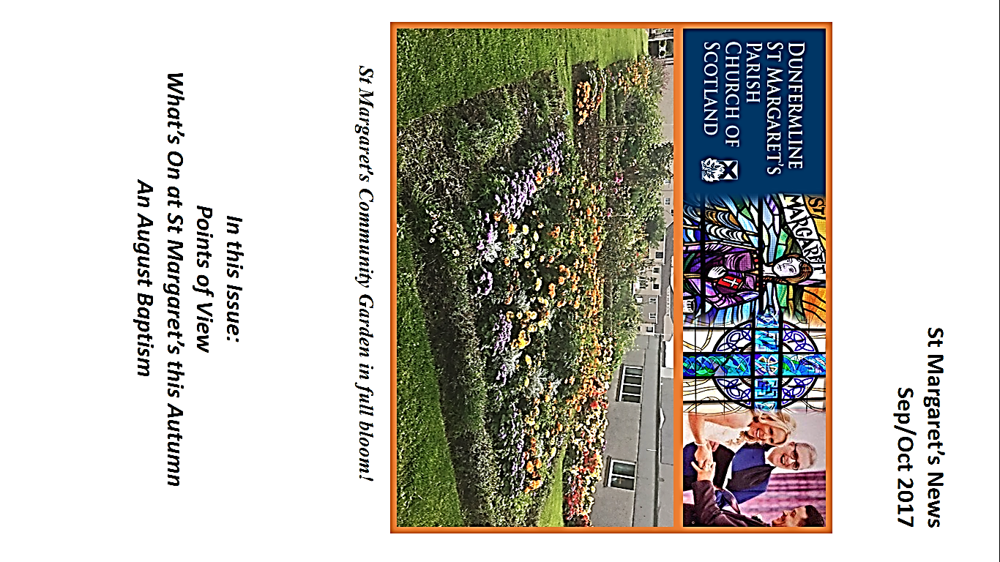 St Margaret's News
Sep/Oct 2017
DUNFERMLINE
ST MARGARET'S
PARISH
CHURCH OF
SCOTLAND
ST
MARGARET
St Margaret's Community Garden in full bloom!
In this Issue:
Points of View
What's On at St Margaret's this Autumn
An August Baptism